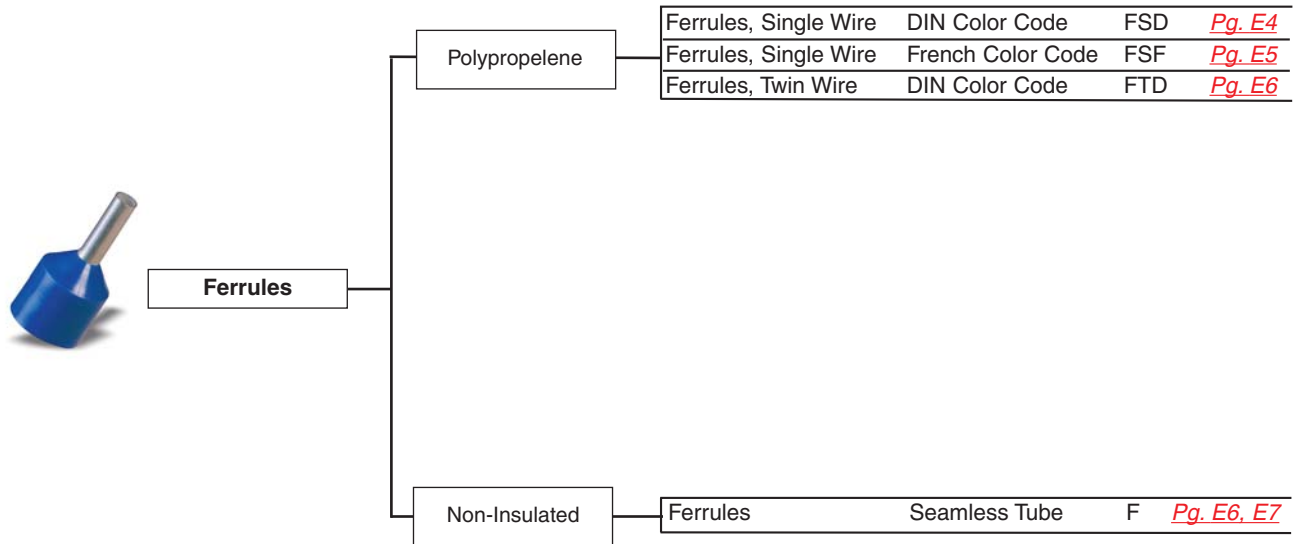 Ferrules, Single Wire DIN Color Code FSD Pg. E4
Polypropelene
Ferrules, Single Wire French Color Code FSF Pg. E5
Ferrules, Twin Wire DIN Color Code FTD Pg. E6
Ferrules
Non-Insulated
Ferrules Seamless Tube F Pg. E6, E7